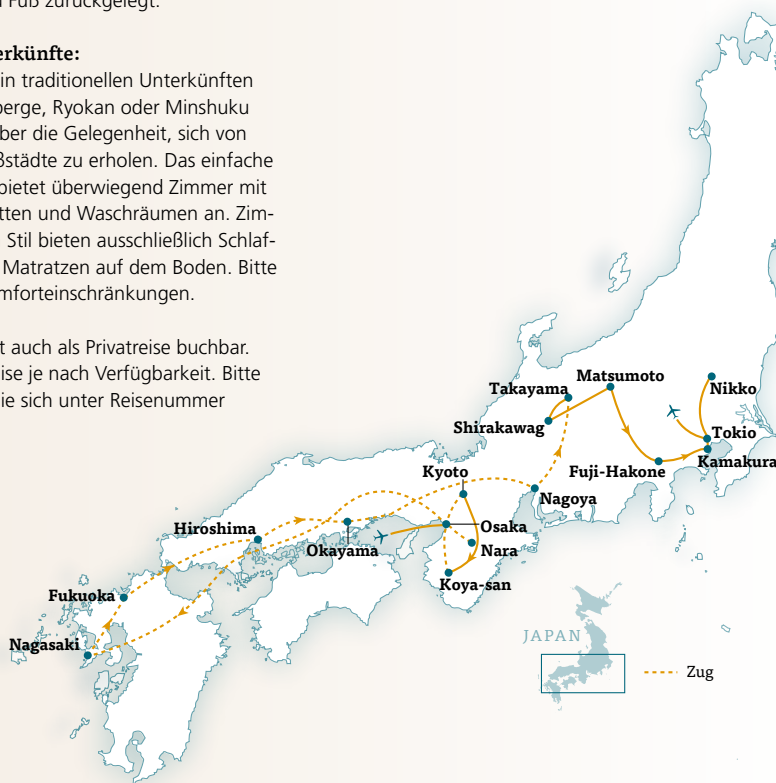 Fuß zurückgelegt.
erkünfte:
in traditionellen Unterkünften
berge, Ryokan oder Minshuku
ber die Gelegenheit, sich von
ßstädte zu erholen. Das einfache
bietet überwiegend Zimmer mit
tten und Waschräumen an. Zim-
Stil bieten ausschließlich Schlaf-
Matratzen auf dem Boden. Bitte
mforteinschränkungen.
t auch als Privatreise buchbar.
ise je nach Verfügbarkeit. Bitte
ie sich unter Reisenummer
Matsumoto
Takayama
Nikko
Shirakawag
Tokio
Kamakura
Fuji-Hakone
Kyoto
Nagoya
Hiroshima
Osaka
Okayama
Nara
Koya-san
Fukuoka
Nagasaki
JAPAN
Zug